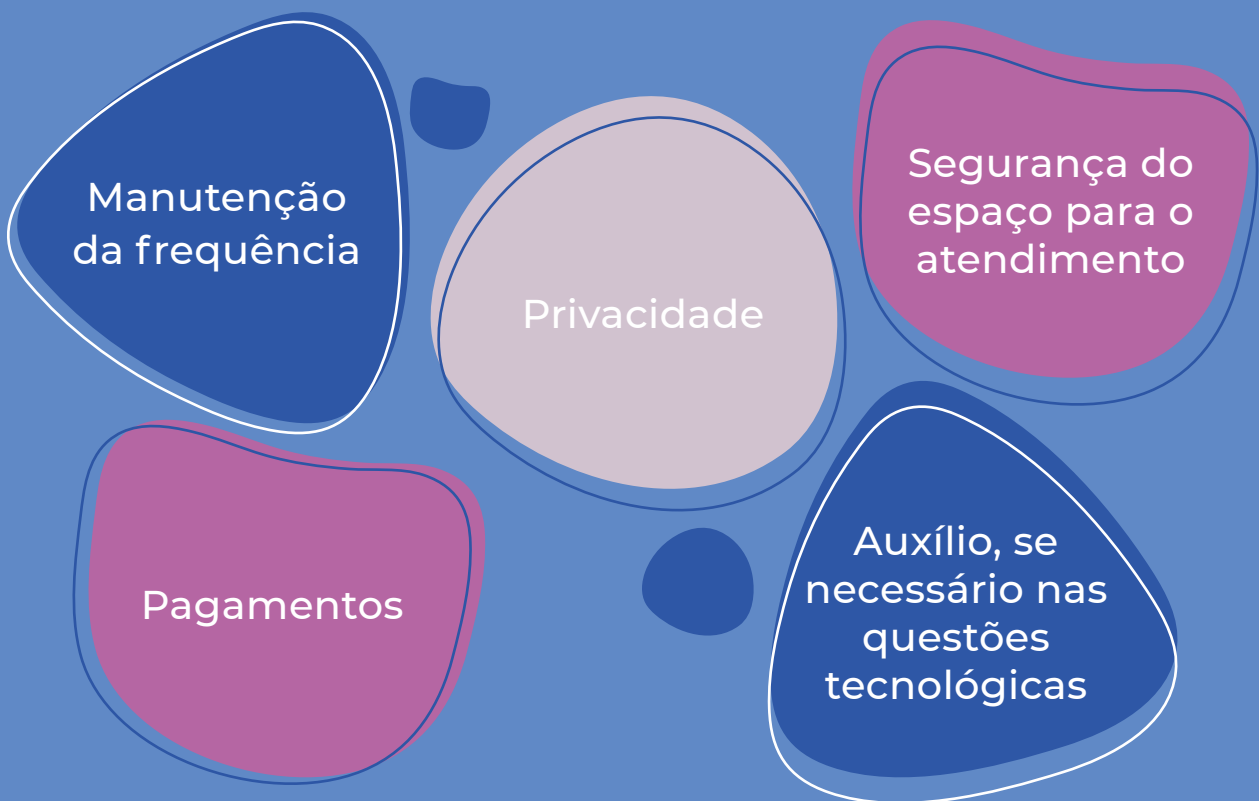 Manutenção
da frequência
Privacidade
Segurança do
espaço para o
atendimento
Pagamentos
Auxílio, se
necessário nas
questões
tecnológicas